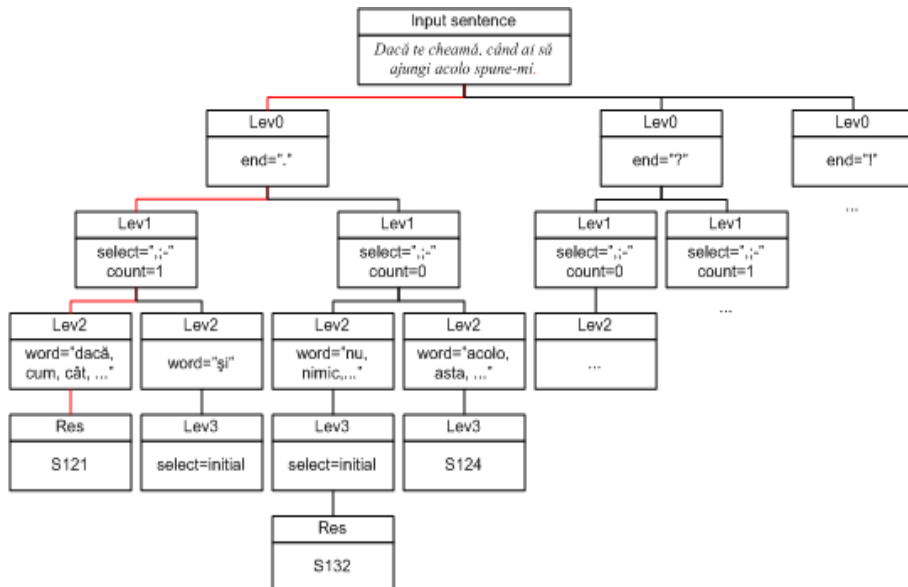 Input sentence
Dacă te cheamă, când ai să
ajungi acolo spune-mi.
Lev0
end="."
Lev0
end="?"
Lev0
end="!"
...
Lev1
select=",;-"
count=1
Lev1
select=",;-"
count=0
Lev1
select=",;-"
count=0
Lev1
select=",;-"
count=1
...
Lev2
word="dacă,
cum, cât, ..."
Lev2
word="şi"
Lev2
word="nu,
nimic,..."
Lev2
word="acolo,
asta, ..."
Lev2
...
Res
S121
Lev3
select=initial
Lev3
select=initial
Lev3
S124
Res
S132